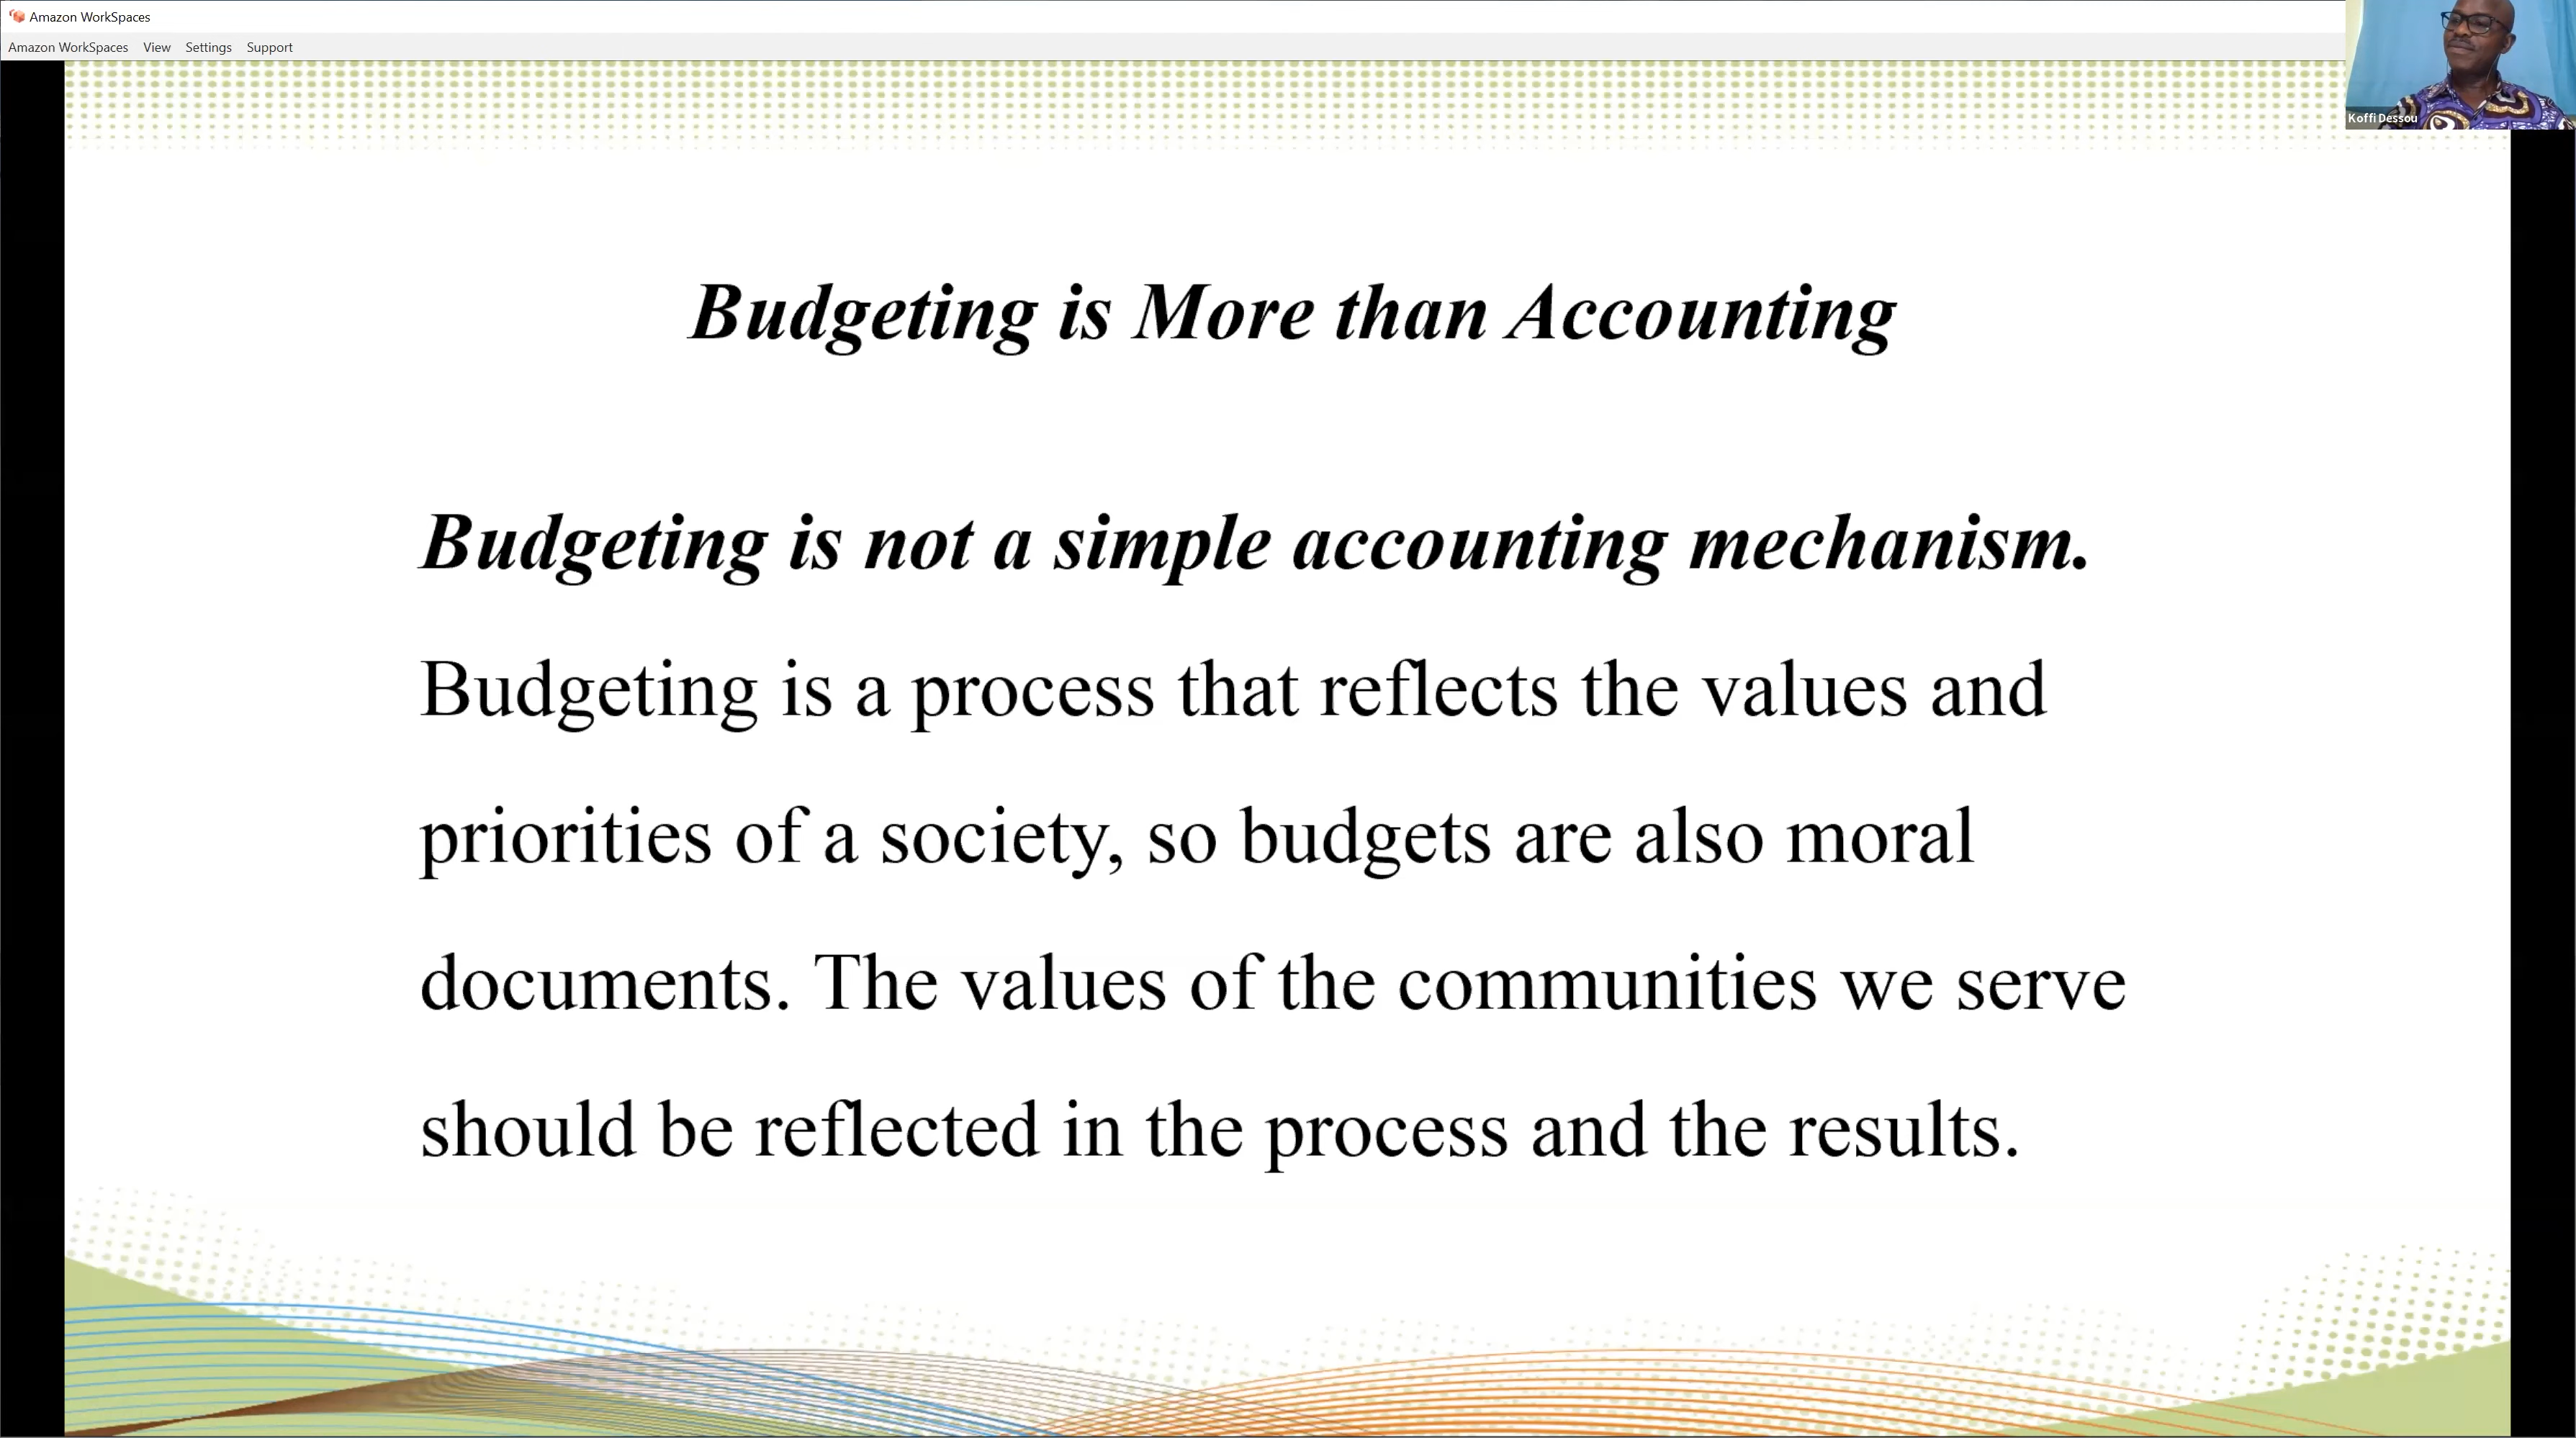 Amazon WorkSpaces
Amazon WorkSpaces View Settings Support
Koffi Dessou
Budgeting is More than Accounting
Budgeting is not a simple accounting mechanism.
Budgeting is a process that reflects the values and
priorities of a society, so budgets are also moral
documents. The values of the communities we serve
should be reflected in the process and the results.